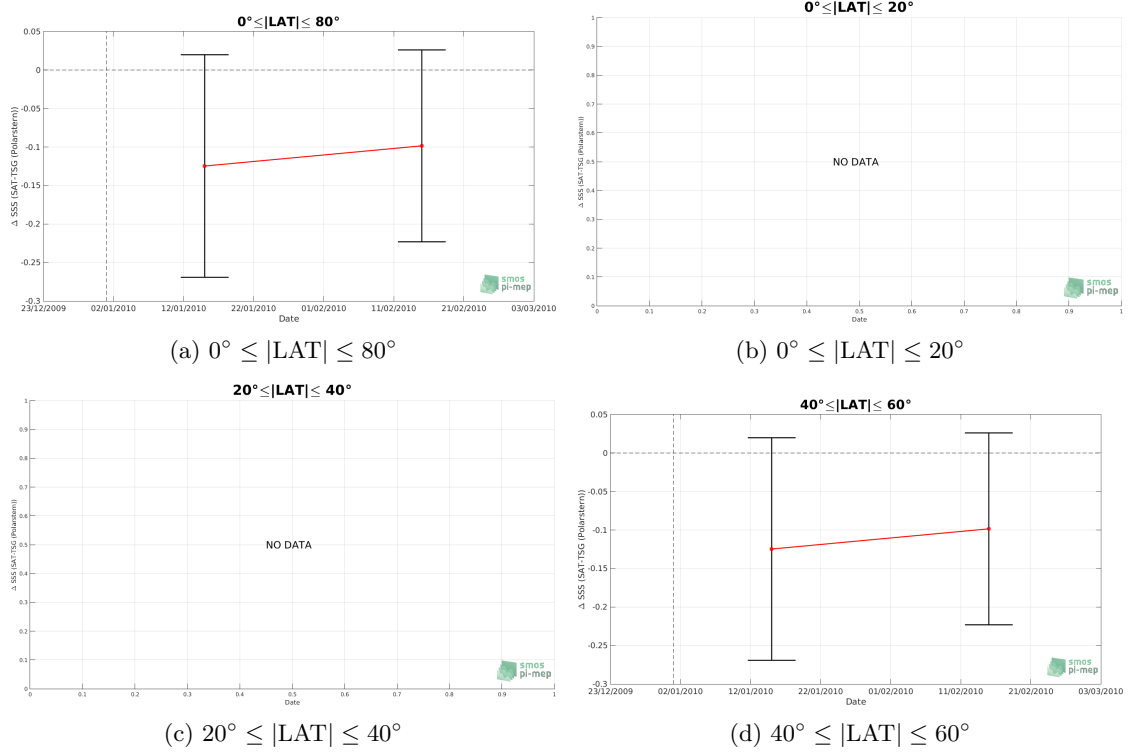 0°≤|LAT|≤ 80°
0.05
0
-0.05
-0.1
-0.15
-0.2
-0.25
-0.3
Δ SSS (SAT-TSG (Polarstern))
23/12/2009 02/01/2010 12/01/2010 22/01/2010 01/02/2010 11/02/2010 21/02/2010 03/03/2010
Date
smos
pi-mep
(a) 0° ≤ |LAT| ≤ 80°
0°≤|LAT|≤ 20°
1
0.9
0.8
0.7
0.6
0.5
0.4
0.3
0.2
0.1
0
Δ SSS (SAT-TSG (Polarstern))
NO DATA
0 0.1 0.2 0.3 0.4 0.5 0.6 0.7 0.8 0.9 1
Date
smos
pi-mep
(b) 0° ≤ |LAT| ≤ 20°
20°≤|LAT|≤ 40°
1
0.9
0.8
0.7
0.6
0.5
0.4
0.3
0.2
0.1
0
Δ SSS (SAT-TSG (Polarstern))
NO DATA
0 0.1 0.2 0.3 0.4 0.5 0.6 0.7 0.8 0.9 1
Date
smos
pi-mep
(c) 20° ≤ |LAT| ≤ 40°
40°≤|LAT|≤ 60°
0.05
0
-0.05
-0.1
-0.15
-0.2
-0.25
-0.3
Δ SSS (SAT-TSG (Polarstern))
23/12/2009 02/01/2010 12/01/2010 22/01/2010 01/02/2010 11/02/2010 21/02/2010 03/03/2010
Date
smos
pi-mep
(d) 40° ≤ |LAT| ≤ 60°